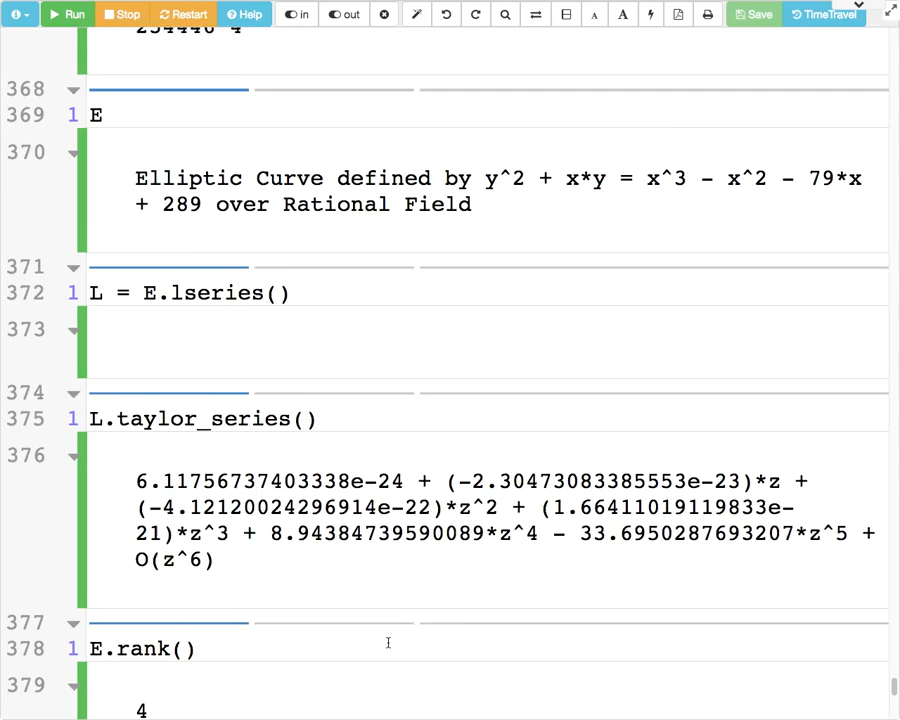 Run Stop Restart Help in out A A Save TimeTravel
234446 4
368
369 1 E
370
Elliptic Curve defined by y^2 + x*y = x^3 - x^2 - 79*x
+ 289 over Rational Field
371
372 1 L = E.lseries()
373
374
375 1 L.taylor_series()
376
6.11756737403338e-24 + (-2.30473083385553e-23)*z +
(-4.12120024296914e-22)*z^2 + (1.66411019119833e-
21)*z^3 + 8.94384739590089*z^4 - 33.6950287693207*z^5 +
O(z^6)
377
378 1 E.rank()
379
4